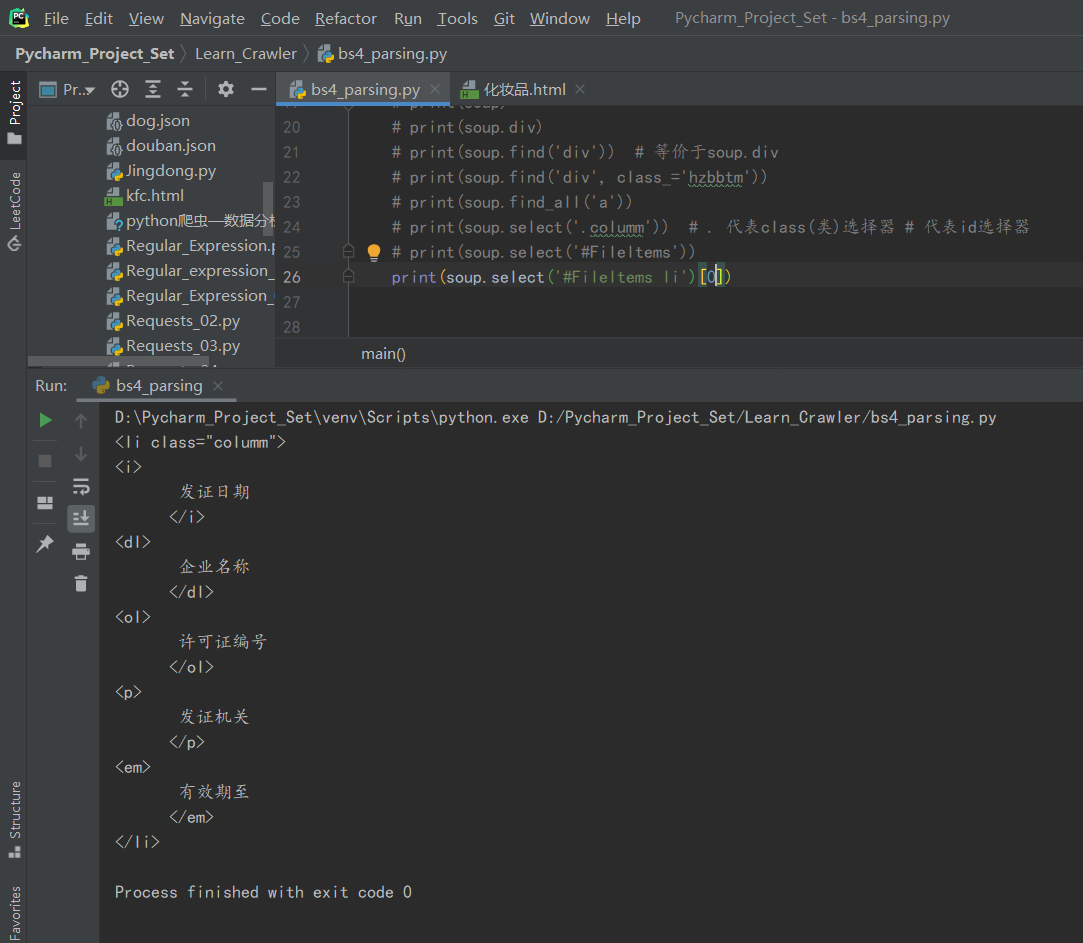 PC File Edit View Navigate Code Refactor Run Tools Git Window Help Pycharm_Project_Set - bs4_parsing.py
Pycharm_Project_Set Learn_Crawler bs4_parsing.py
Project
LeetCode
Structure
Favorites
Pr...
dog.json
douban.json
Jingdong.py
kfc.html
python爬虫—数据分析
Regular_Expression.p
Regular_expression_
Regular_Expression_
Requests_02.py
Requests_03.py
bs4_parsing.py 化妆品.html
20 # print(soup.div)
21 # print(soup.find('div')) # 等价于soup.div
22 # print(soup.find('div', class_='hzbbtm'))
23 # print(soup.find_all('a'))
24 # print(soup.select('.columm')) # . 代表class(类)选择器 # 代表id选择器
25 # print(soup.select('#FileItems'))
26 print(soup.select('#FileItems li')[0])
27
28
main()
Run: bs4_parsing
D:\Pycharm_Project_Set\venv\Scripts\python.exe D:/Pycharm_Project_Set/Learn_Crawler/bs4_parsing.py
<li class="columm">
<i>
发证日期
</i>
<dl>
企业名称
</dl>
<ol>
许可证编号
</ol>
<p>
发证机关
</p>
<em>
有效期至
</em>
</li>
Process finished with exit code 0